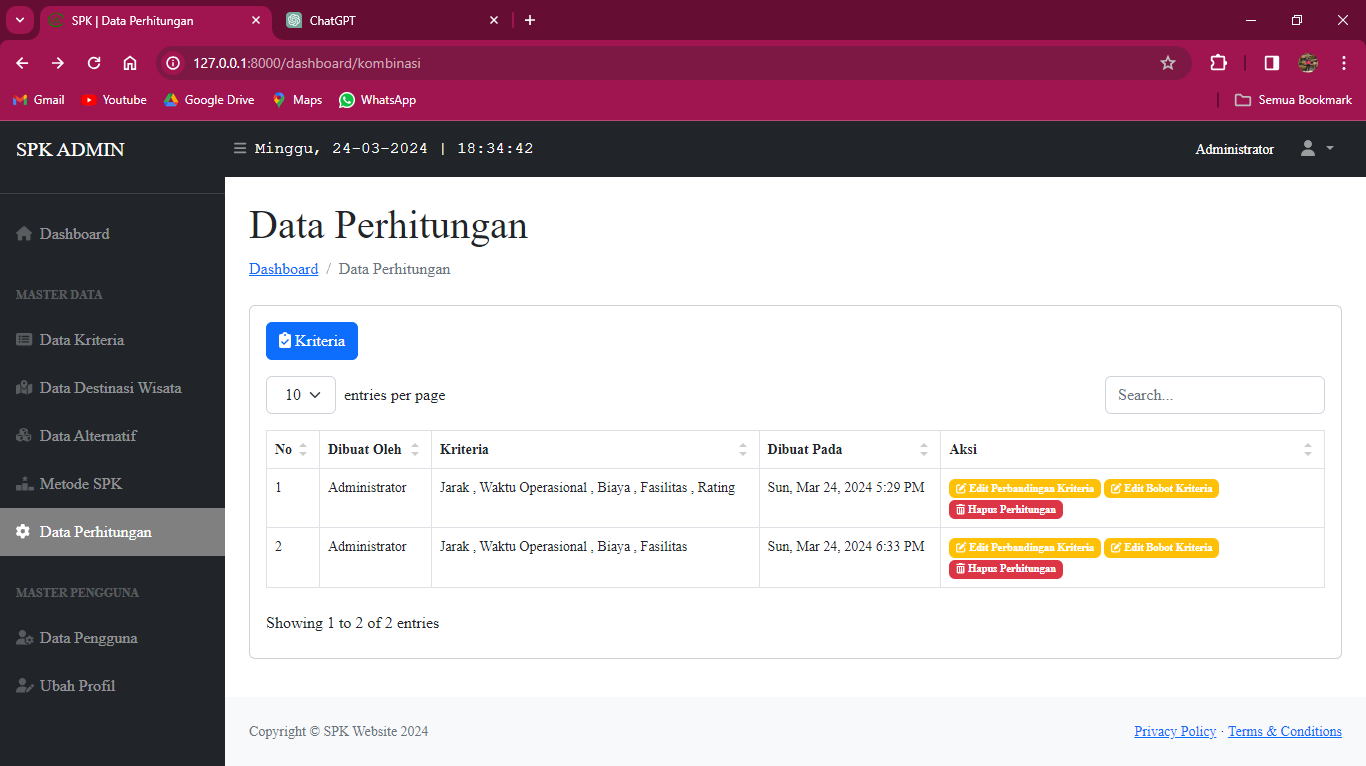 SPK | Data Perhitungan
ChatGPT
127.0.0.1:8000/dashboard/kombinasi
Gmail
Youtube
Google Drive
Maps
WhatsApp
Semua Bookmark
SPK ADMIN
Minggu, 24-03-2024 | 18:34:42
Administrator
Dashboard
MASTER DATA
Data Kriteria
Data Destinasi Wisata
Data Alternatif
Metode SPK
Data Perhitungan
MASTER PENGGUNA
Data Pengguna
Ubah Profil
Data Perhitungan
Dashboard / Data Perhitungan
Kriteria
10 entries per page
Search...
No Dibuat Oleh Kriteria Dibuat Pada Aksi
1 Administrator Jarak , Waktu Operasional , Biaya , Fasilitas , Rating Sun, Mar 24, 2024 5:29 PM Edit Perbandingan Kriteria Edit Bobot Kriteria
Hapus Perhitungan
2 Administrator Jarak , Waktu Operasional , Biaya , Fasilitas Sun, Mar 24, 2024 6:33 PM Edit Perbandingan Kriteria Edit Bobot Kriteria
Hapus Perhitungan
Showing 1 to 2 of 2 entries
Copyright © SPK Website 2024
Privacy Policy · Terms & Conditions